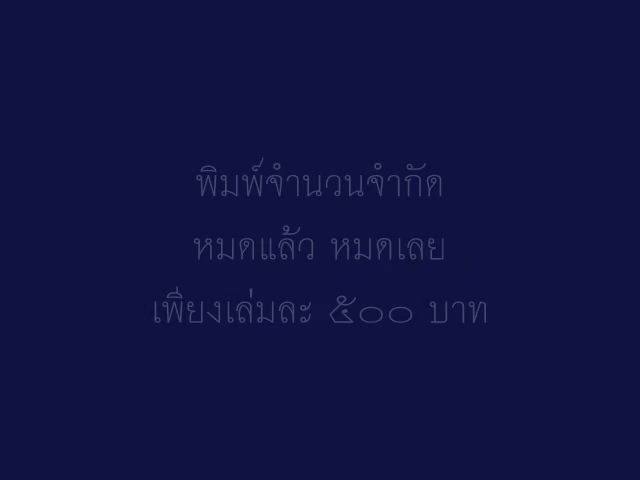 พิมพ์จำนวนจำกัด
หมดแล้ว หมดเลย
เพียงเล่มละ ๕๐๐ บาท